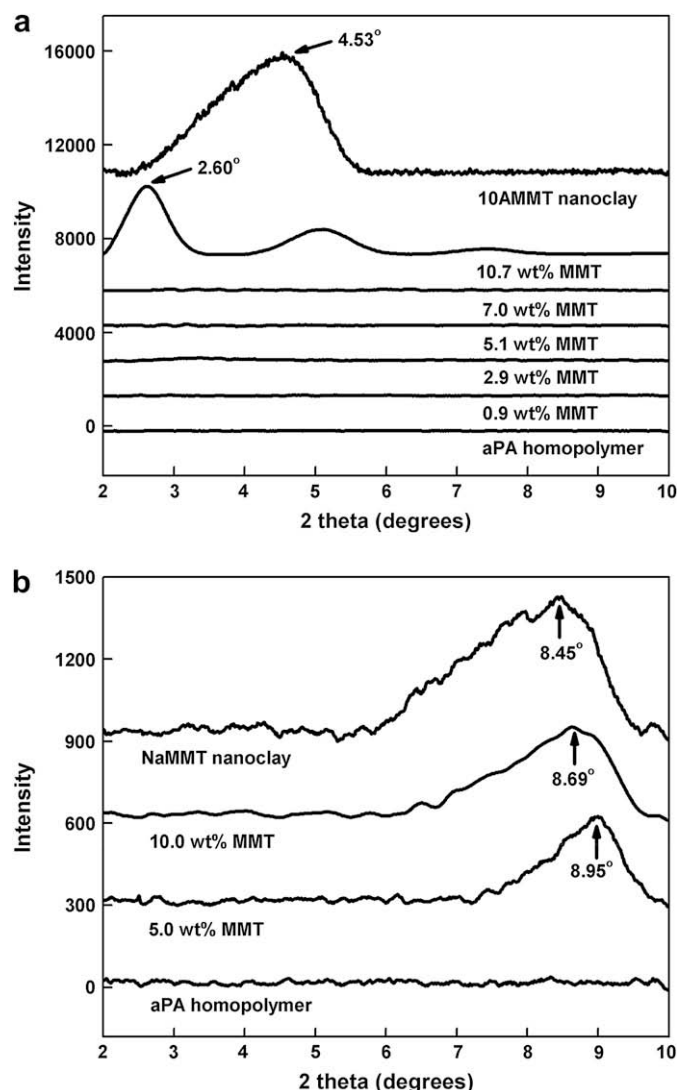 a
16000
12000
8000
4000
0
Intensity
4.53°
2.60°
10AMMT nanoclay
10.7 wt% MMT
7.0 wt% MMT
5.1 wt% MMT
2.9 wt% MMT
0.9 wt% MMT
aPA homopolymer
2 3 4 5 6 7 8 9 10
2 theta (degrees)
b
1500
1200
900
600
300
0
Intensity
8.45°
NaMMT nanoclay
8.69°
10.0 wt% MMT
8.95°
5.0 wt% MMT
aPA homopolymer
2 3 4 5 6 7 8 9 10
2 theta (degrees)